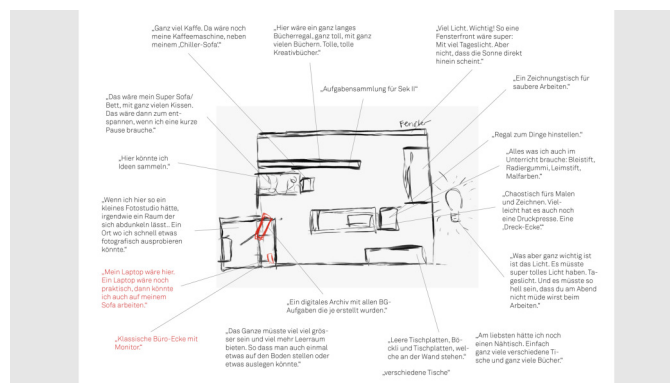 „Ganz viel Kaffe. Da wäre noch
meine Kaffeemaschine, neben
meinem ‚Chiller-Sofa‘.“
„Hier wäre ein ganz langes
Bücherregal, ganz toll, mit ganz
vielen Büchern. Tolle, tolle
Kreativbücher.“
„Viel Licht. Wichtig! So eine
Fensterfront wäre super:
Mit viel Tageslicht. Aber
nicht, dass die Sonne direkt
hinein scheint.“
„Aufgabensammlung für Sek II“
„Ein Zeichnungstisch für
saubere Arbeiten.“
„Das wäre mein Super Sofa/
Bett, mit ganz vielen Kissen.
Das wäre dann zum ent-
spannen, wenn ich eine kurze
Pause brauche.“
Fenster
„Regal zum Dinge hinstellen.“
„Hier könnte ich
Ideen sammeln.“
„Alles was ich auch im
Unterricht brauche: Bleistift,
Radiergummi, Leimstift,
Malfarben.“
„Wenn ich hier so ein
kleines Fotostudio hätte,
irgendwie ein Raum der
sich abdunkeln lässt... Ein
Ort wo ich schnell etwas
fotografisch ausprobieren
könnte.“
„Chaostisch fürs Malen
und Zeichnen. Viel-
leicht hat es auch noch
eine Druckpresse. Eine
‚Dreck-Ecke‘.“
„Mein Laptop wäre hier.
Ein Laptop wäre noch
praktisch, dann könnte
ich auch auf meinem
Sofa arbeiten.“
„Was aber ganz wichtig ist
ist das Licht. Es müsste
super tolles Licht haben. Ta-
geslicht. Und es müsste so
hell sein, dass du am Abend
nicht müde wirst beim
Arbeiten.“
„Ein digitales Archiv mit allen BG-
Aufgaben die je erstellt wurden.“
„Klassische Büro-Ecke mit
Monitor.“
„Das Ganze müsste viel viel grös-
ser sein und viel mehr Leerraum
bieten. So dass man auch einmal
etwas auf den Boden stellen oder
etwas auslegen könnte.“
„Leere Tischplatten, Bö-
ckli und Tischplatten, wel-
che an der Wand stehen.“
„verschiedene Tische“
„Am liebsten hätte ich noch
einen Nähtisch. Einfach
ganz viele verschiedene Ti-
sche und ganz viele Bücher.“